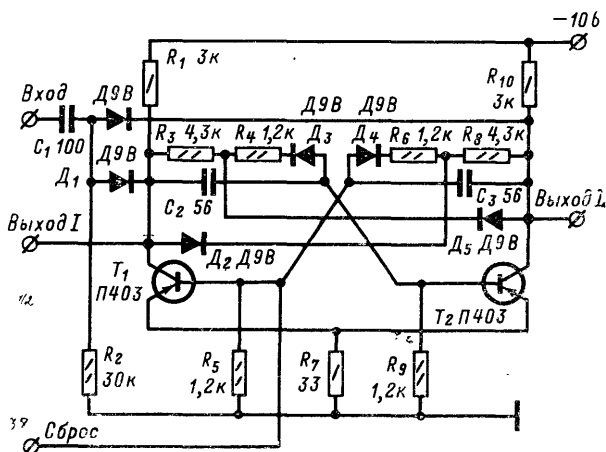 −10в
R1 3к
R10 3к
Вход
Д9В
Д9В Д9В
C1 100
R3 4,3к R4 1,2к Д3 Д4 R6 1,2к R8 4,3к
Д9В
Д1
C2 56
C3 56
Выход I
Выход
Д2 Д9В
Д5 Д9В
T1
П403
T2 П403
R2
30к
R5
1,2к
R7
33
R9
1,2к
Сброс